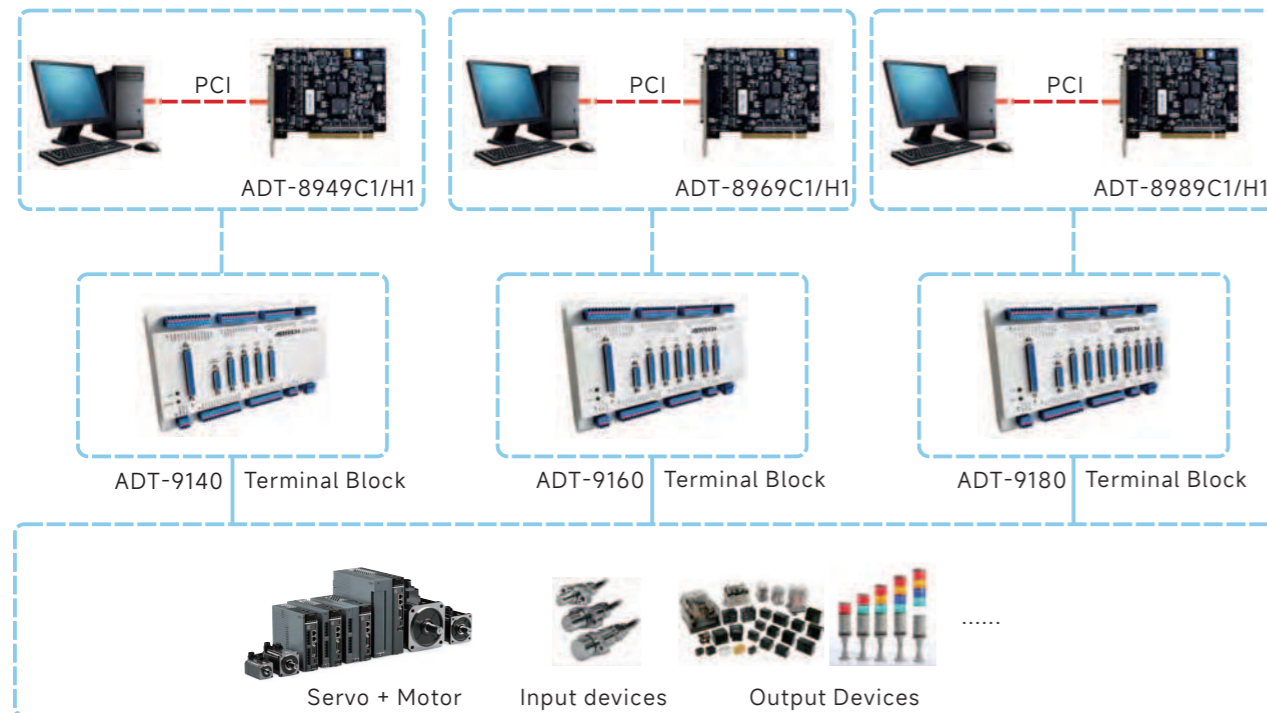 PCI
PCI
PCI
ADT-8949C1/H1
ADT-8969C1/H1
ADT-8989C1/H1
ADT-9140
Terminal Block
ADT-9160
Terminal Block
ADT-9180
Terminal Block
......
Servo + Motor
Input devices
Output Devices